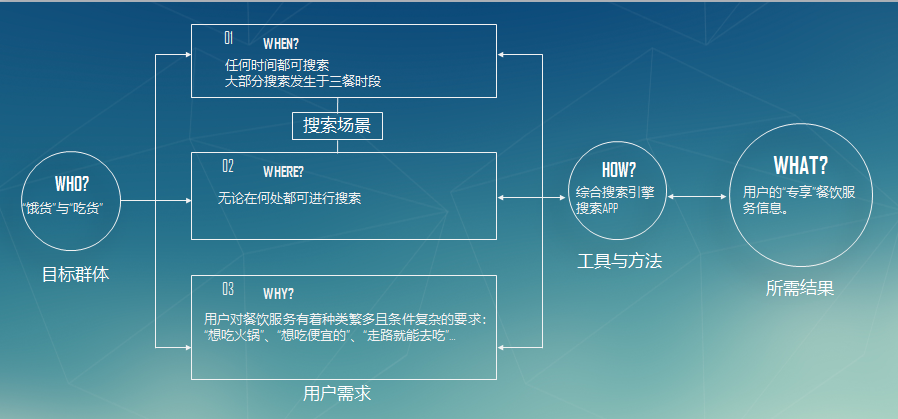 WHO?
“饿货”与“吃货”
目标群体
01
WHEN?
任何时间都可搜索
大部分搜索发生于三餐时段
搜索场景
02
WHERE?
无论在何处都可进行搜索
03
WHY?
用户对餐饮服务有着种类繁多且条件复杂的要求：
“想吃火锅”、“想吃便宜的”、“走路就能去吃”...
用户需求
HOW?
综合搜索引擎
搜索APP
工具与方法
WHAT?
用户的“专享”餐饮服
务信息。
所需结果